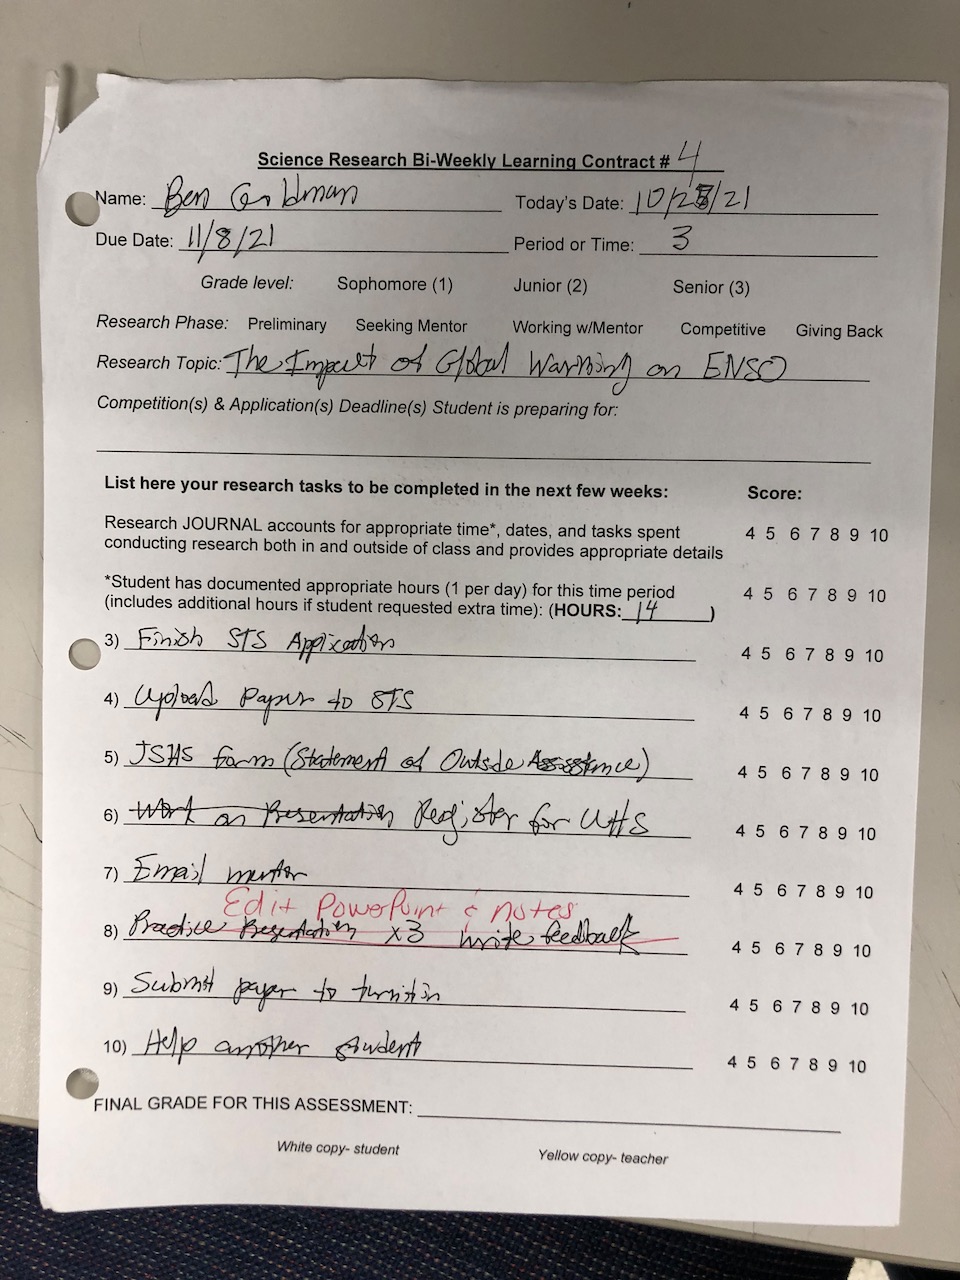 Science Research Bi-Weekly Learning Contract # 4
Name: Ben Goldman Today's Date: 10/25/21
Due Date: 11/8/21 Period or Time: 3
Grade level: Sophomore (1) Junior (2) Senior (3)
Research Phase: Preliminary Seeking Mentor Working w/Mentor Competitive Giving Back
Research Topic: The Impact of Global Warming on ENSO
Competition(s) & Application(s) Deadline(s) Student is preparing for:
List here your research tasks to be completed in the next few weeks: Score:
Research JOURNAL accounts for appropriate time*, dates, and tasks spent
conducting research both in and outside of class and provides appropriate details 4 5 6 7 8 9 10
*Student has documented appropriate hours (1 per day) for this time period
(includes additional hours if student requested extra time): (HOURS: 14 ) 4 5 6 7 8 9 10
3) Finish STS Application 4 5 6 7 8 9 10
4) Upload Paper to STS 4 5 6 7 8 9 10
5) JSHS form (Statement of Outside Assistance) 4 5 6 7 8 9 10
6) Work on Presentation Register for UHS 4 5 6 7 8 9 10
7) Email mentor 4 5 6 7 8 9 10
Edit PowerPoint & notes
8) Practice Presentation x3 write feedback 4 5 6 7 8 9 10
9) Submit paper to turnitin 4 5 6 7 8 9 10
10) Help another student 4 5 6 7 8 9 10
FINAL GRADE FOR THIS ASSESSMENT:
White copy- student Yellow copy- teacher